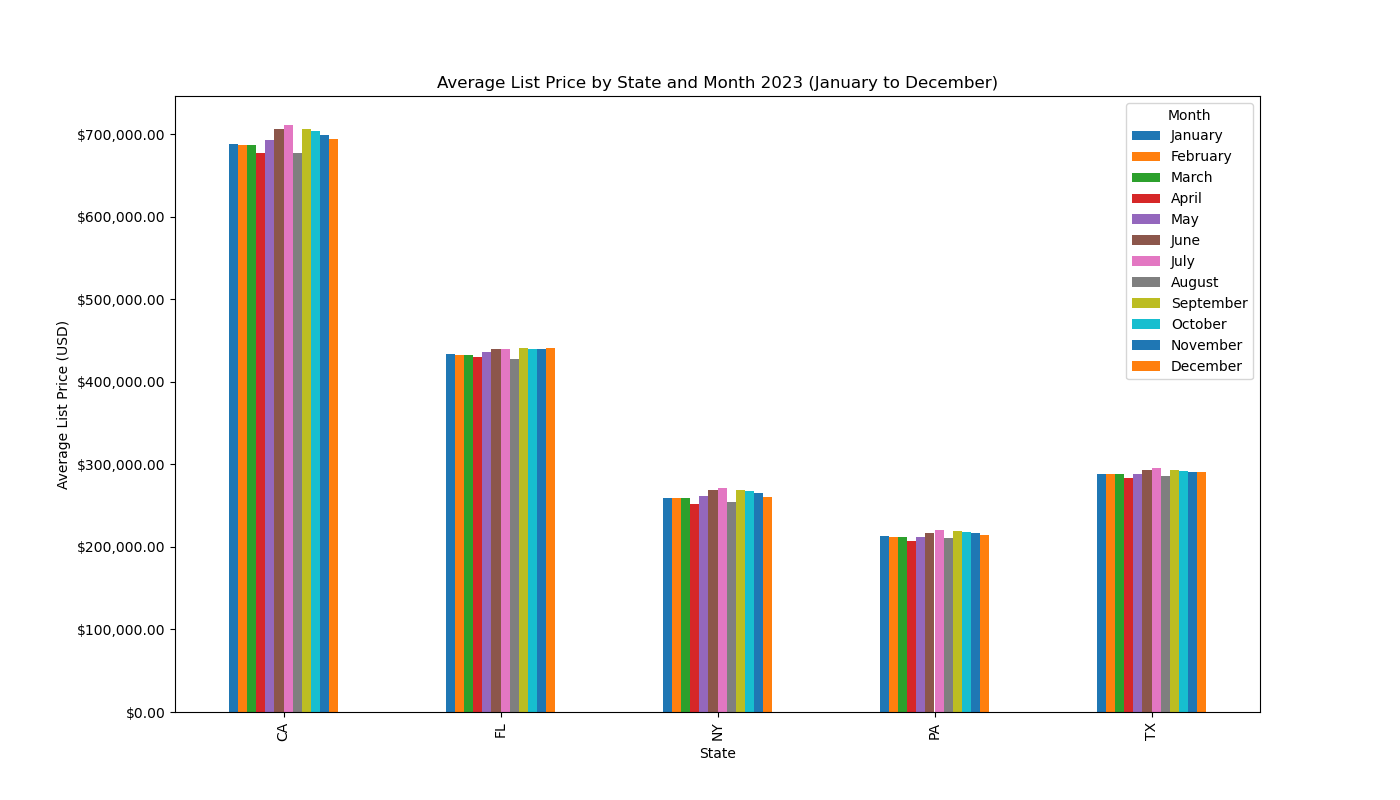 Average List Price by State and Month 2023 (January to December)
Average List Price (USD)
$700,000.00
$600,000.00
$500,000.00
$400,000.00
$300,000.00
$200,000.00
$100,000.00
$0.00
Month
January
February
March
April
May
June
July
August
September
October
November
December
CA
FL
NY
PA
TX
State